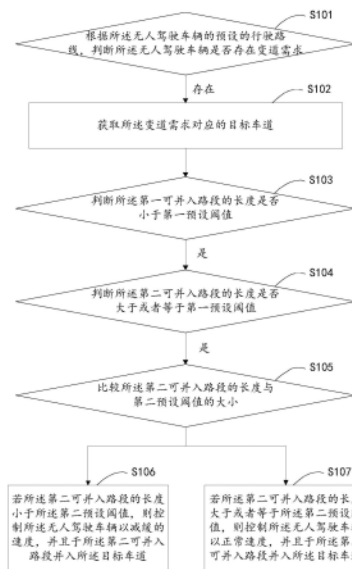 S101
根据所述无人驾驶车辆的预设的行驶路
线，判断所述无人驾驶车辆是否存在变道需求
存在
S102
获取所述变道需求对应的目标车道
S103
判断所述第一可并入路段的长度是否
小于第一预设阈值
是
S104
判断所述第二可并入路段的长度是否
大于或者等于第一预设阈值
是
S105
比较所述第二可并入路段的长度与
第二预设阈值的大小
S106
若所述第二可并入路段的长度
小于所述第二预设阈值，则控
制所述无人驾驶车辆以减缓的
速度，并且于所述第二可并入
路段并入所述目标车道
S107
若所述第二可并入路段的长
大于或者等于所述第二预设
值，则控制所述无人驾驶车
以正常速度，并且于所述第
可并入路段并入所述目标车